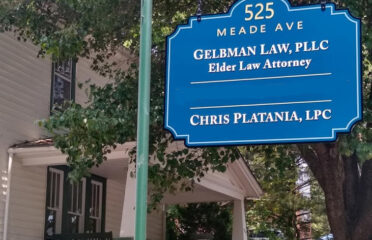 525
MEADE AVE
GELBMAN LAW, PLLC
Elder Law Attorney
CHRIS PLATANIA, LPC